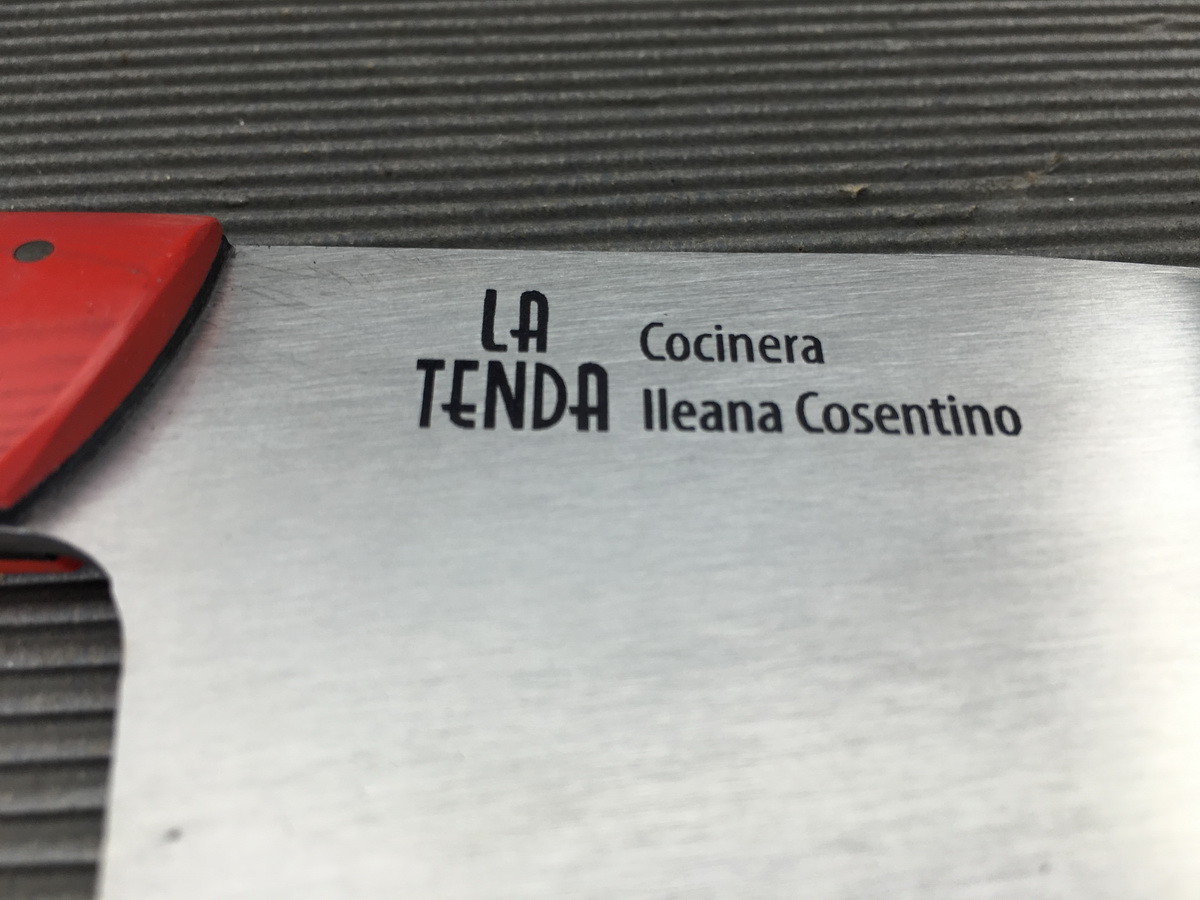 LA
TENDA
Cocinera
Ileana Cosentino